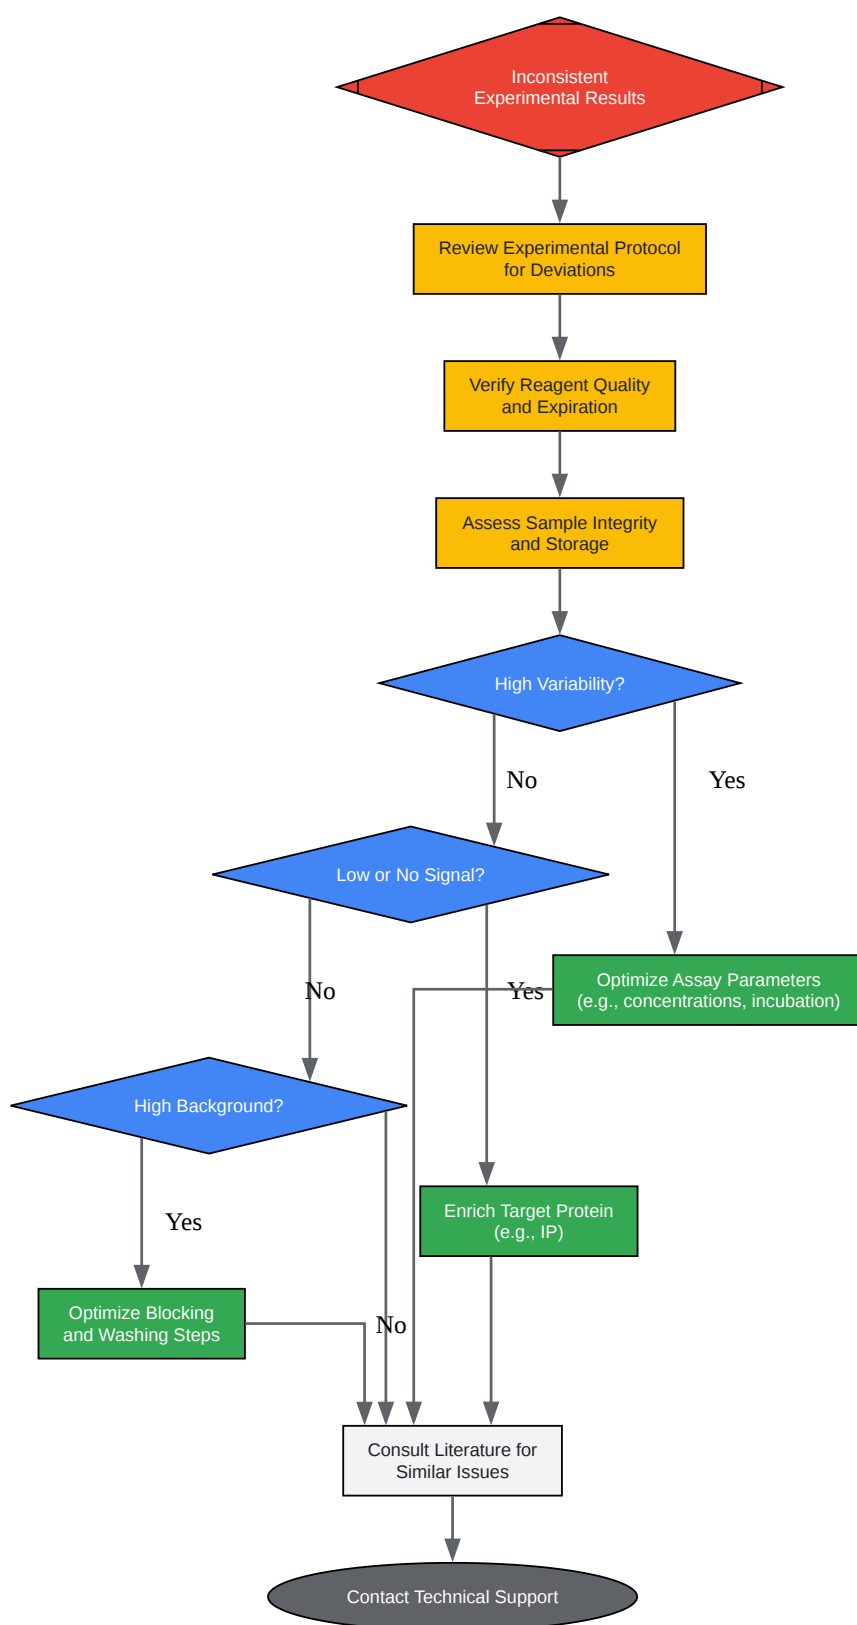 Inconsistent
Experimental Results
Review Experimental Protocol
for Deviations
Verify Reagent Quality
and Expiration
Assess Sample Integrity
and Storage
High Variability?
No
Yes
Low or No Signal?
Optimize Assay Parameters
(e.g., concentrations, incubation)
No
Yes
High Background?
Enrich Target Protein
(e.g., IP)
Yes
Optimize Blocking
and Washing Steps
No
Consult Literature for
Similar Issues
Contact Technical Support